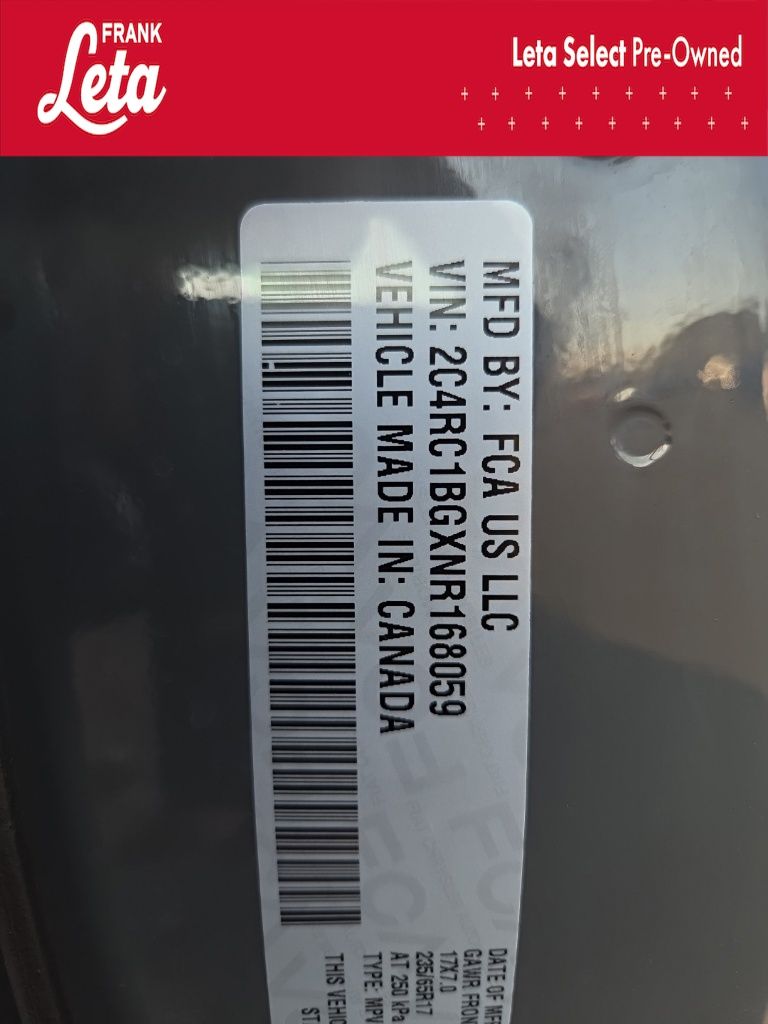 FRANK
Leta
Leta Select Pre-Owned
MFD BY: FCA US LLC
VIN: 2C4RC1BGXNR168059
VEHICLE MADE IN: CANADA
DATE OF MFR
GAWR FRON
17X7.0
235/65R17
AT 250 kPa
TYPE: MPV
THIS VEHIC